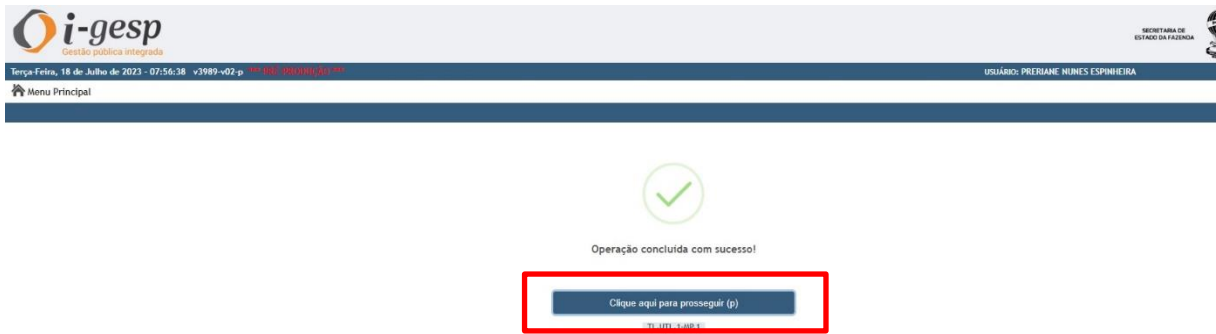 i-gesp
Gestão pública integrada
SECRETARIA DE
ESTADO DA FAZENDA
Terça-Feira, 18 de Julho de 2023 - 07:56:38 v3989-v02-p
USUÁRIO: PRERIANE NUNES ESPINHEIRA
Menu Principal
Operação concluída com sucesso!
Clique aqui para prosseguir (p)